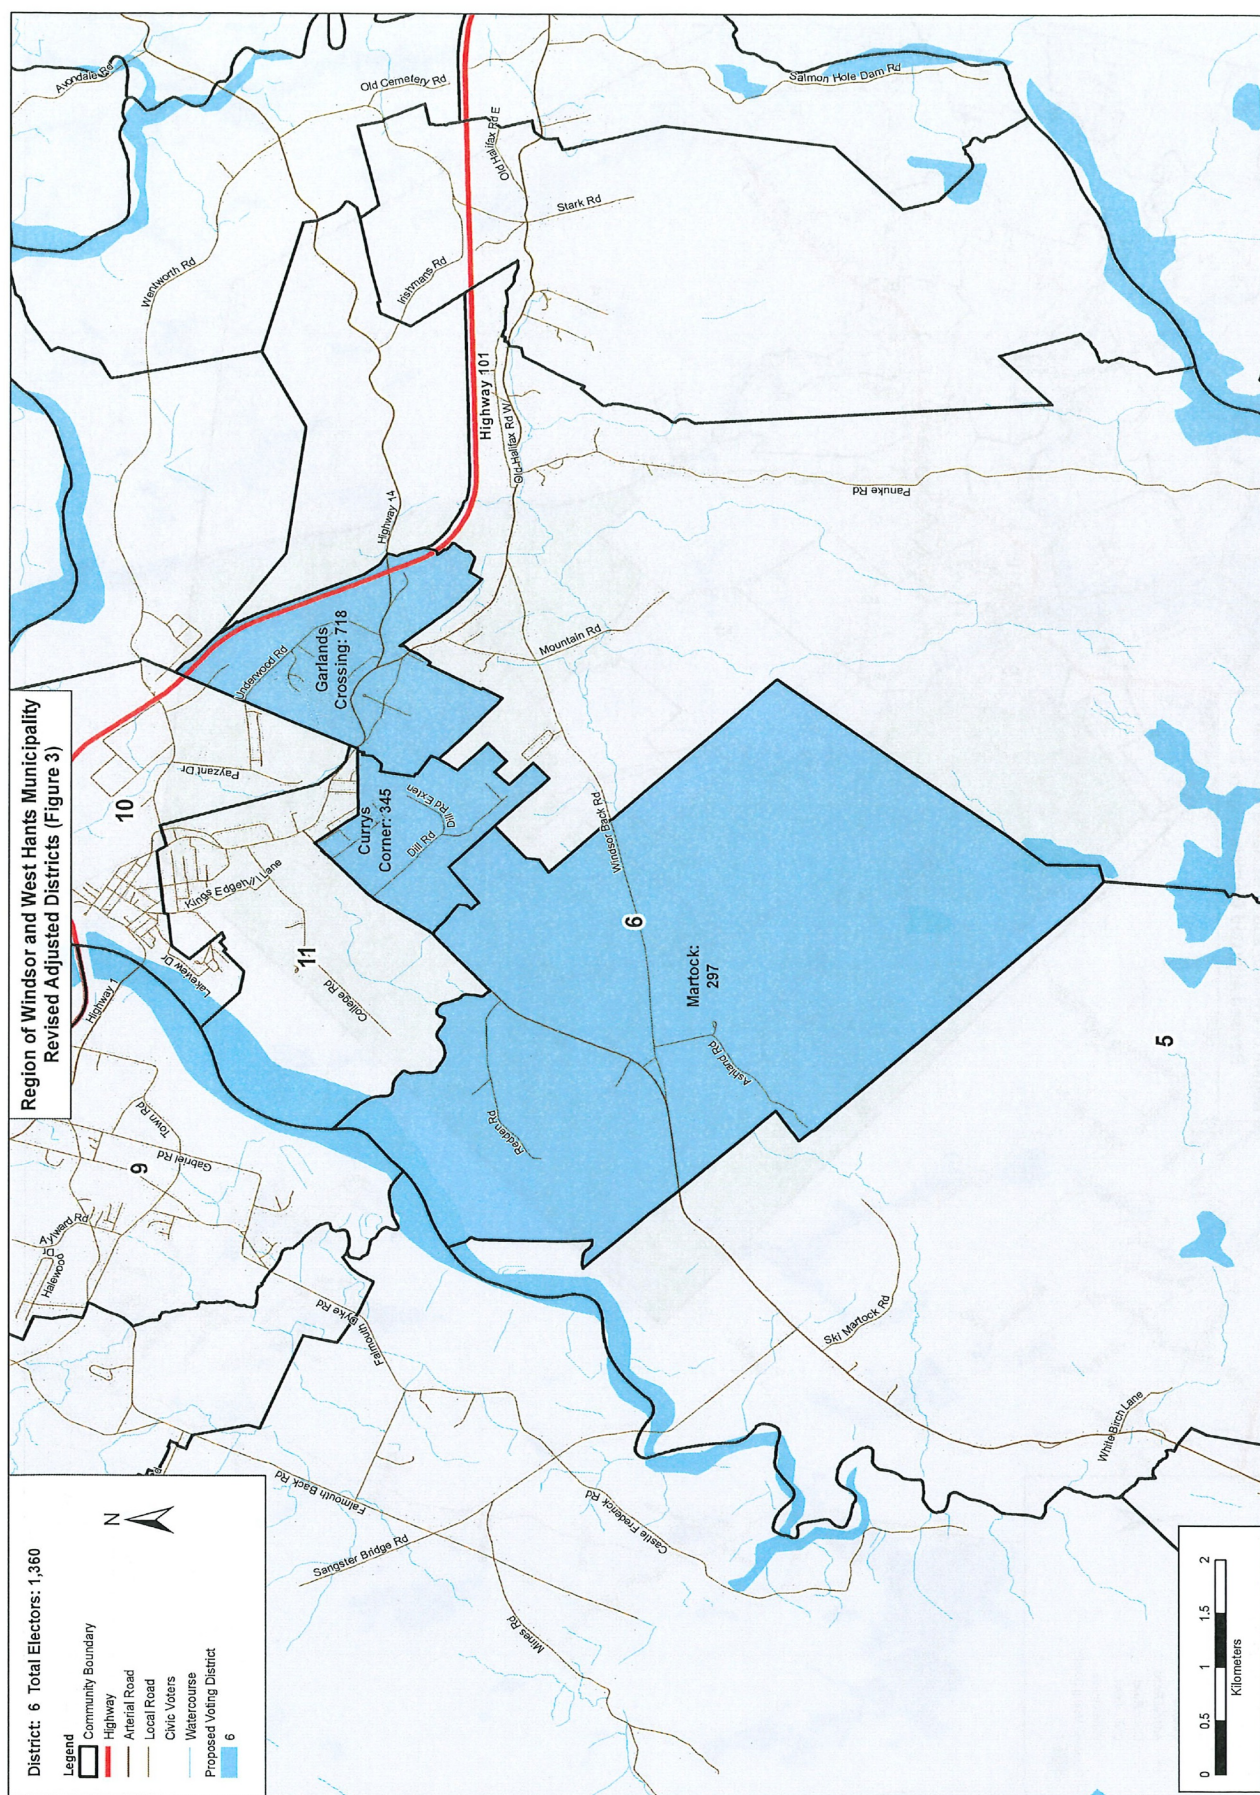 Region of Windsor and West Hants Municipality
Revised Adjusted Districts (Figure 3)
District: 6 Total Electors: 1,360
Legend
Community Boundary
Highway
Arterial Road
Local Road
Civic Voters
Watercourse
Proposed Voting District
6
N
0 0.5 1 1.5 2
Kilometers
Avondale Rd
Old Cemetery Rd
Salmon Hole Dam Rd
Old Halifax Rd E
Stark Rd
Wentworth Rd
Irishmans Rd
Highway 101
Old Halifax Rd W
Panuke Rd
Highway 14
Garlands
Crossing: 718
Underwood Rd
Mountain Rd
Payzant Dr
10
Currys
Corner: 345
Dill Rd Exten
Dill Rd
Windsor Back Rd
Kings Edgehill Lane
6
Lakeview Dr
11
College Rd
Highway 1
Martock:
297
Ashland Rd
5
Redden Rd
Town Rd
Gabriel Rd
9
Aylward Rd
Halewood
Dr
Falmouth Dyke Rd
Ski Martock Rd
White Birch Lane
Falmouth Back Rd
Castle Frederick Rd
Sangster Bridge Rd
Mines Rd